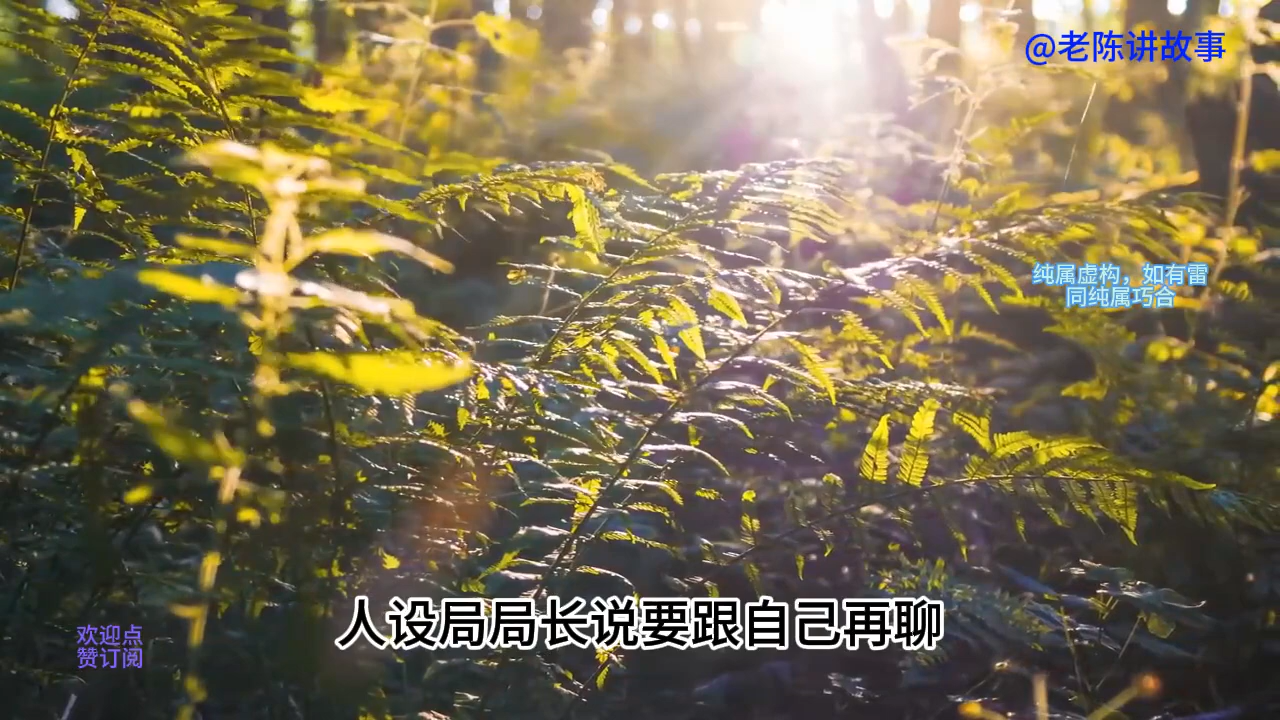 @老陈讲故事
纯属虚构，如有雷
同纯属巧合
人设局局长说要跟自己再聊
欢迎点
赞订阅